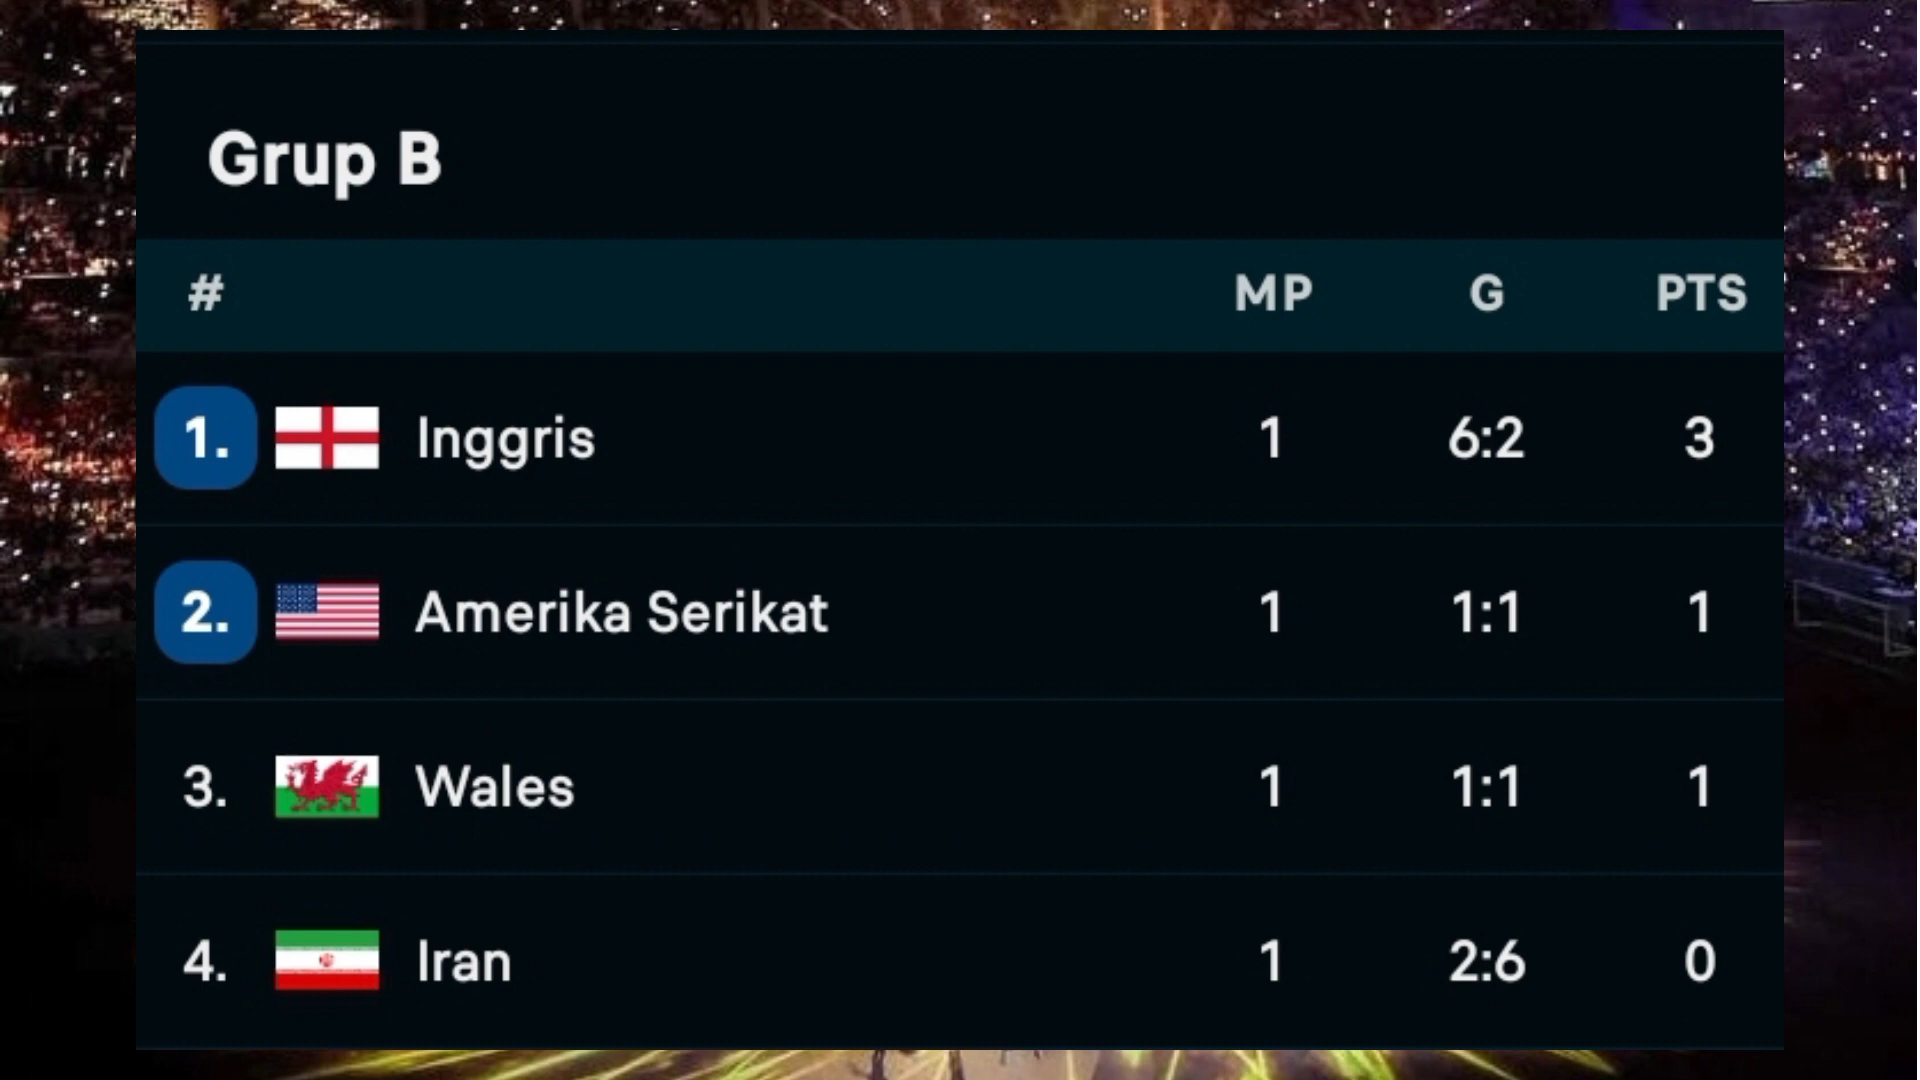 Grup B
# MP G PTS
1. Inggris 1 6:2 3
2. Amerika Serikat 1 1:1 1
3. Wales 1 1:1 1
4. Iran 1 2:6 0